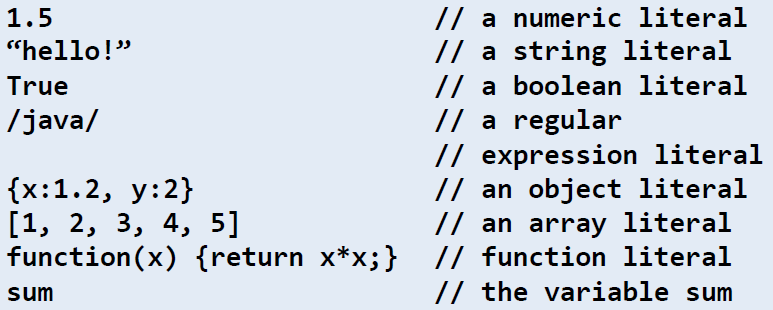 1.5 // a numeric literal
“hello!” // a string literal
True // a boolean literal
/java/ // a regular
// expression literal
{x:1.2, y:2} // an object literal
[1, 2, 3, 4, 5] // an array literal
function(x) {return x*x;} // function literal
sum // the variable sum